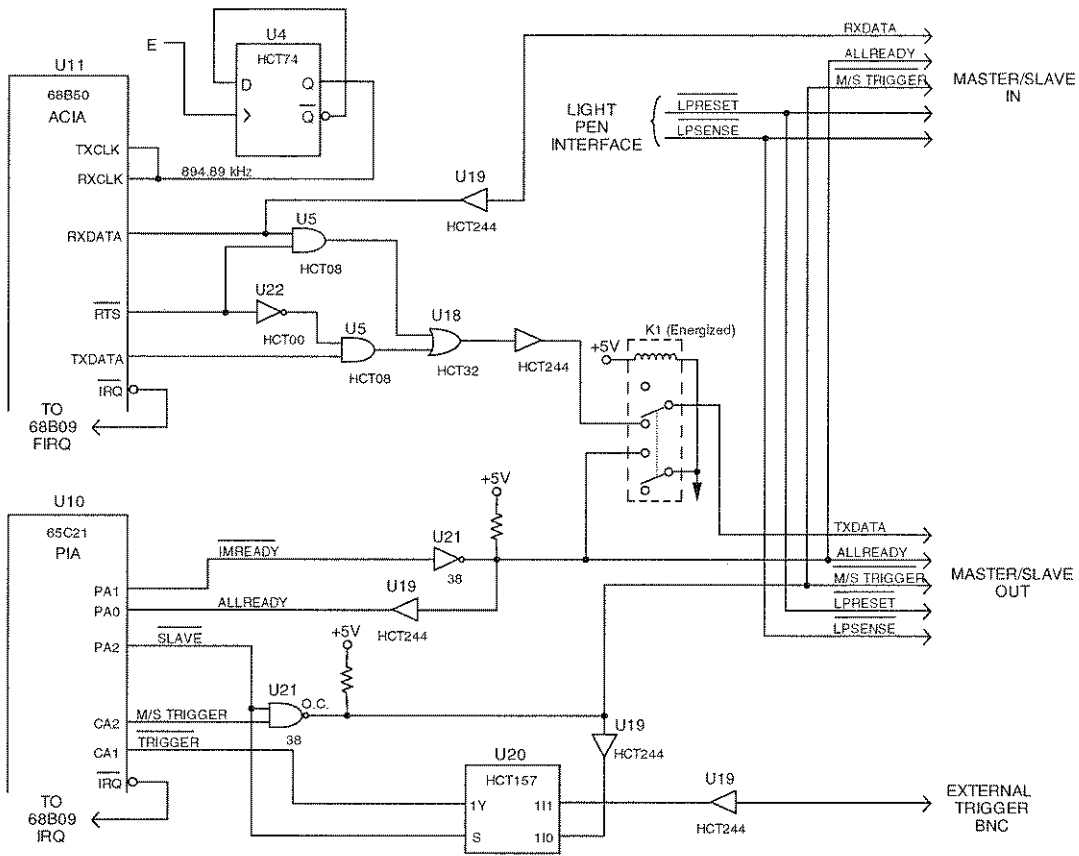 U11
68B50
ACIA
TXCLK
RXCLK
RXDATA
RTS
TXDATA
IRQ
TO
68B09
FIRQ
E
U4
HCT74
D
Q
Q
894.89 kHz
U19
HCT244
U5
HCT08
U22
HCT00
U5
HCT08
U18
HCT32
HCT244
K1 (Energized)
+5V
LIGHT
PEN
INTERFACE
LPRESET
LPSENSE
RXDATA
ALLREADY
M/S TRIGGER
MASTER/SLAVE
IN
U10
65C21
PIA
PA1
PA0
PA2
CA2
CA1
IRQ
TO
68B09
IRQ
IMREADY
U21
38
+5V
ALLREADY
U19
HCT244
SLAVE
+5V
U21
O.C.
38
M/S TRIGGER
TRIGGER
U19
HCT244
U20
HCT157
1Y
S
1I1
1I0
U19
HCT244
TXDATA
ALLREADY
M/S TRIGGER
LPRESET
LPSENSE
MASTER/SLAVE
OUT
EXTERNAL
TRIGGER
BNC